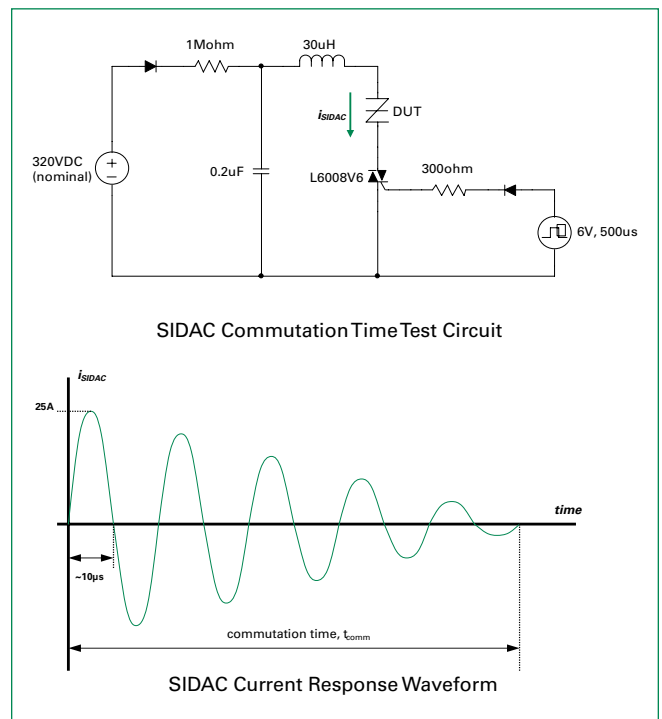 1Mohm
30uH
iSIDAC
DUT
320VDC
(nominal)
+
−
0.2uF
L6008V6
300ohm
6V, 500us
SIDAC Commutation Time Test Circuit
iSIDAC
25A
time
~10µs
commutation time, tcomm
SIDAC Current Response Waveform